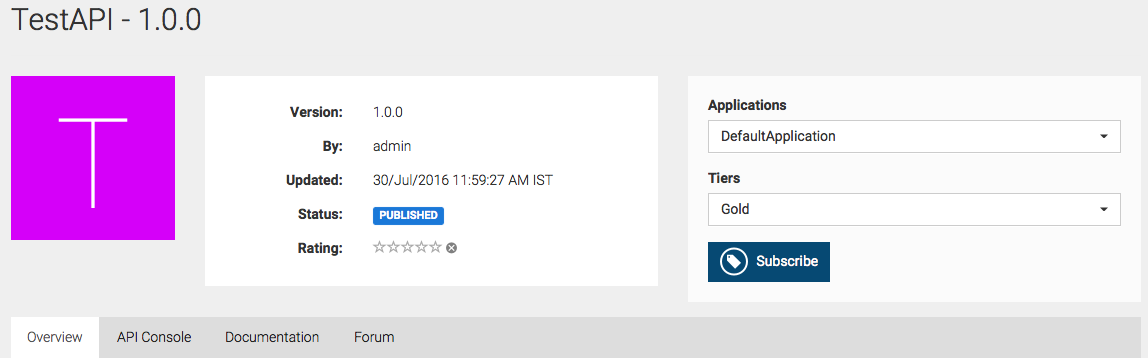 TestAPI - 1.0.0
T
Version: 1.0.0
By: admin
Updated: 30/Jul/2016 11:59:27 AM IST
Status: PUBLISHED
Rating:
Applications
DefaultApplication
Tiers
Gold
Subscribe
Overview API Console Documentation Forum